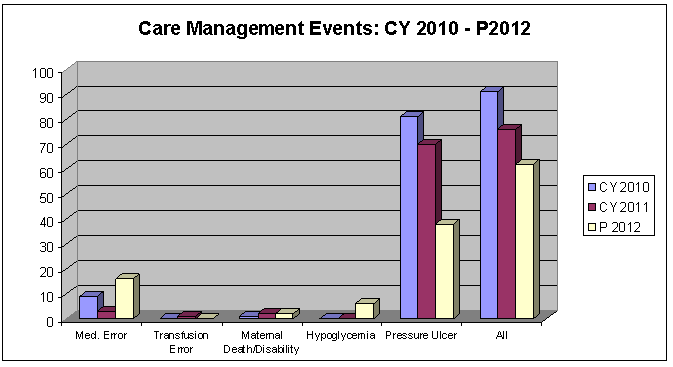 Care Management Events: CY 2010 - P2012
100
90
80
70
60
50
40
30
20
10
0
Med. Error
Transfusion
Error
Maternal
Death/Disability
Hypoglycemia
Pressure Ulcer
All
CY 2010
CY 2011
P 2012